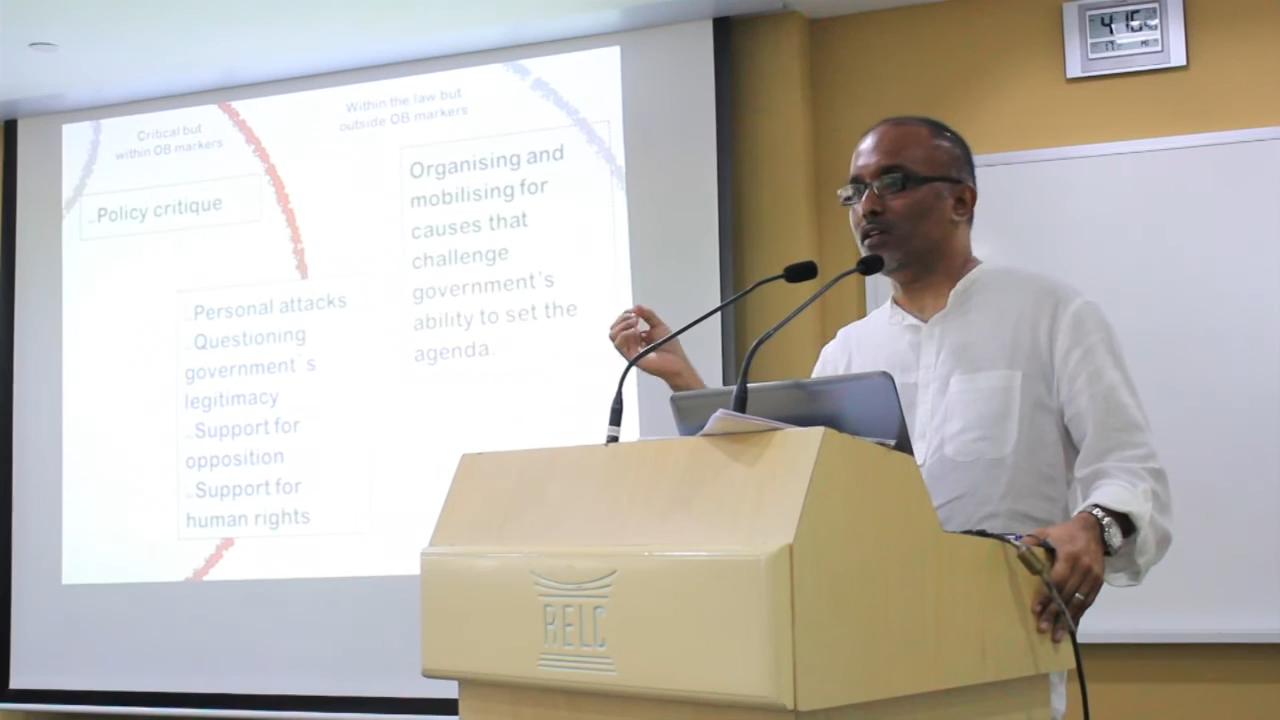 Critical but
within OB markers
Within the law but
outside OB markers
Policy critique
Organising and
mobilising for
causes that
challenge
government's
ability to set the
agenda.
Personal attacks
Questioning
government`s
legitimacy
Support for
opposition
Support for
human rights
RELC